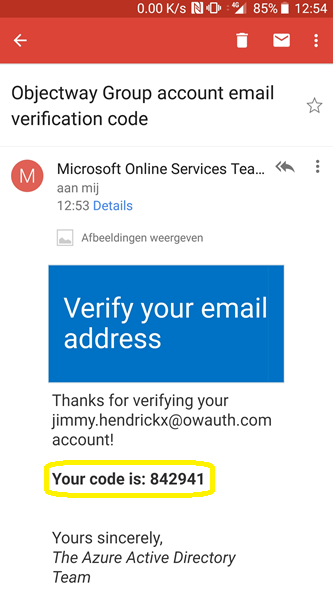 0.00 K/s 4G 85% 12:54
Objectway Group account email
verification code
M
Microsoft Online Services Tea...
aan mij
12:53 Details
Afbeeldingen weergeven
Verify your email
address
Thanks for verifying your
jimmy.hendrickx@owauth.com
account!
Your code is: 842941
Yours sincerely,
The Azure Active Directory
Team